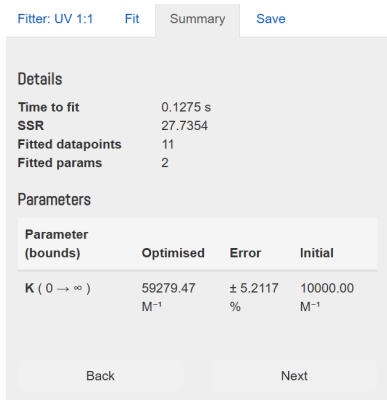 Fitter: UV 1:1 Fit Summary Save
Details
Time to fit 0.1275 s
SSR 27.7354
Fitted datapoints 11
Fitted params 2
Parameters
Parameter
(bounds) Optimised Error Initial
K ( 0 → ∞ ) 59279.47 ± 5.2117 10000.00
M⁻¹ % M⁻¹
Back Next